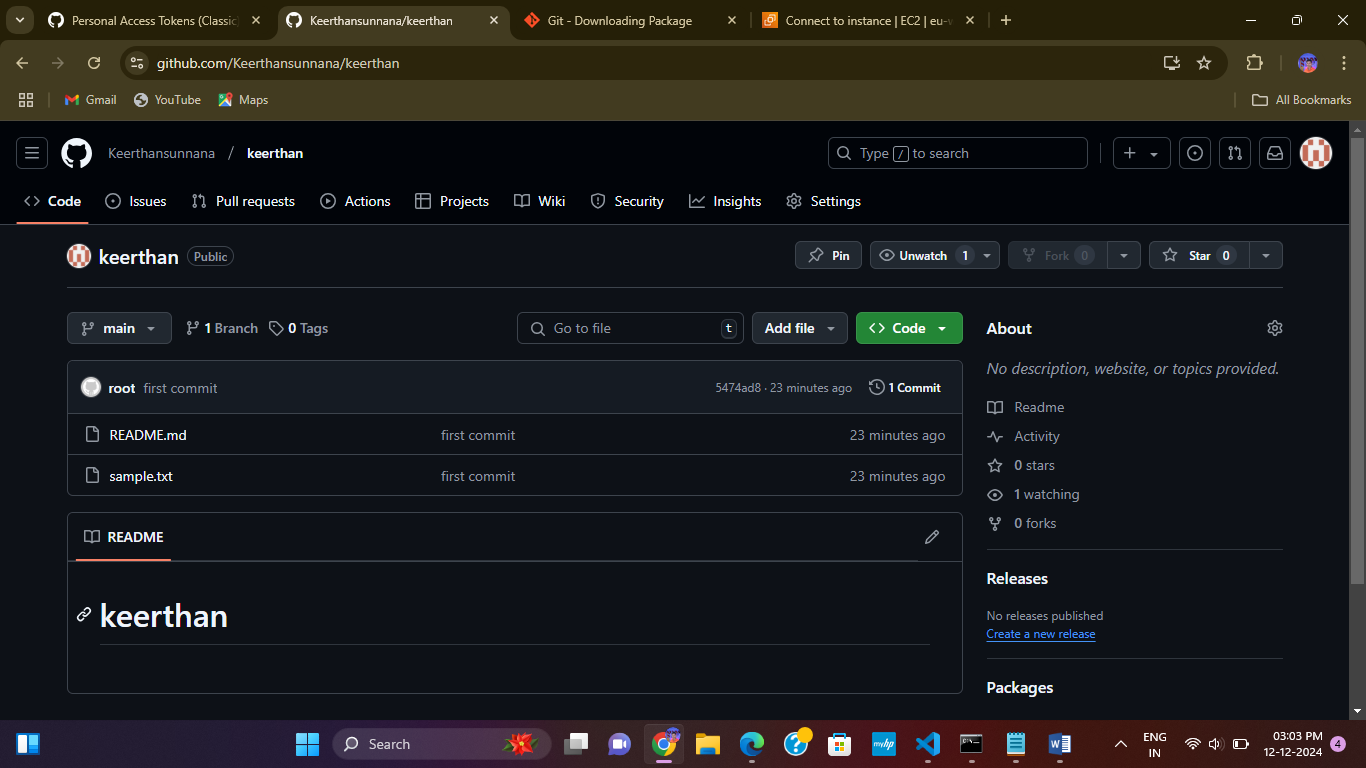 Personal Access Tokens (Classic)
Keerthansunnana/keerthan
Git - Downloading Package
Connect to instance | EC2 | eu-w
github.com/Keerthansunnana/keerthan
Gmail YouTube Maps All Bookmarks
Keerthansunnana / keerthan
Type / to search
Code Issues Pull requests Actions Projects Wiki Security Insights Settings
keerthan Public
Pin Unwatch 1 Fork 0 Star 0
main 1 Branch 0 Tags Go to file t Add file Code
About
No description, website, or topics provided.
root first commit 5474ad8 · 23 minutes ago 1 Commit
README.md first commit 23 minutes ago
sample.txt first commit 23 minutes ago
Readme
Activity
0 stars
1 watching
0 forks
README
keerthan
Releases
No releases published
Create a new release
Packages
Search
ENG
IN
03:03 PM
12-12-2024
4